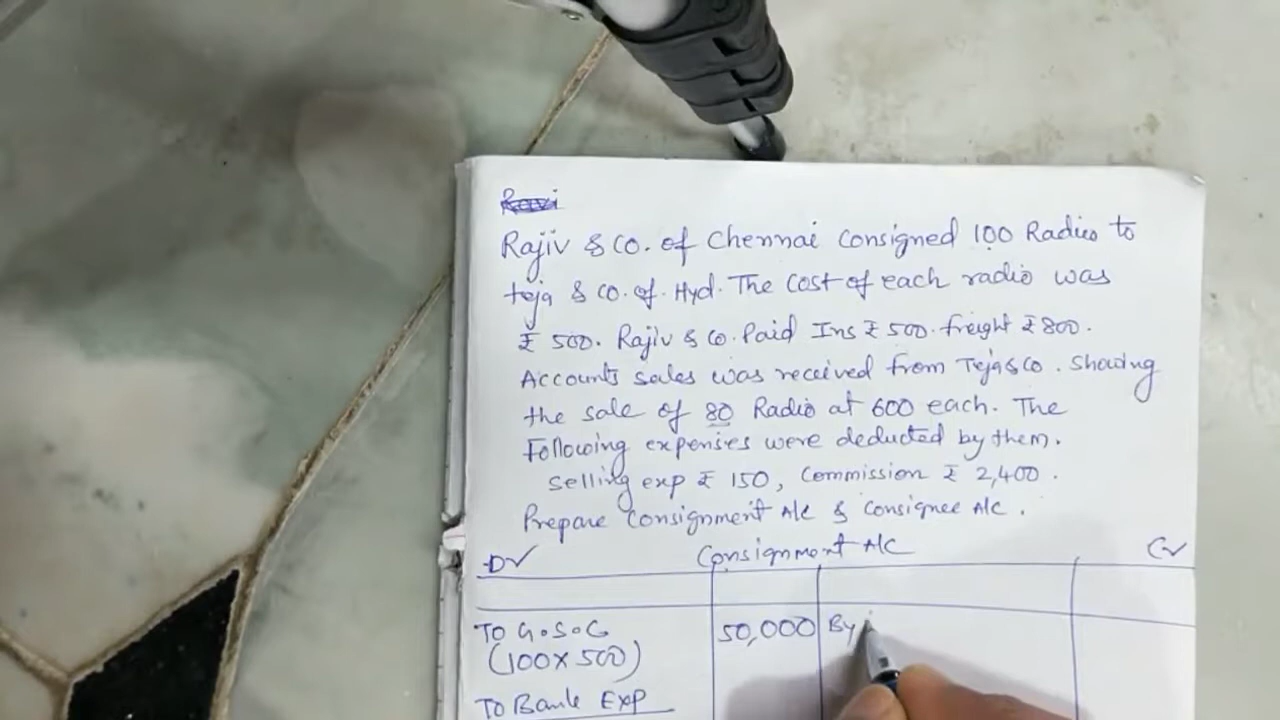 Rajiv & Co. of Chennai Consigned 100 Radios to
teja & Co. of. Hyd. The Cost of each radio was
₹ 500. Rajiv & Co. Paid Ins ₹ 500. freight ₹ 800.
Accounts sales was received from Teja & Co. Showing
the sale of 80 Radio at 600 each. The
Following expenses were deducted by them.
selling exp ₹ 150, Commission ₹ 2,400.
Prepare Consignment A/c & Consignee A/c.
Dr Consignment A/C Cr
To G.S.O.C 50,000 By
(100 x 500)
To Bank Exp